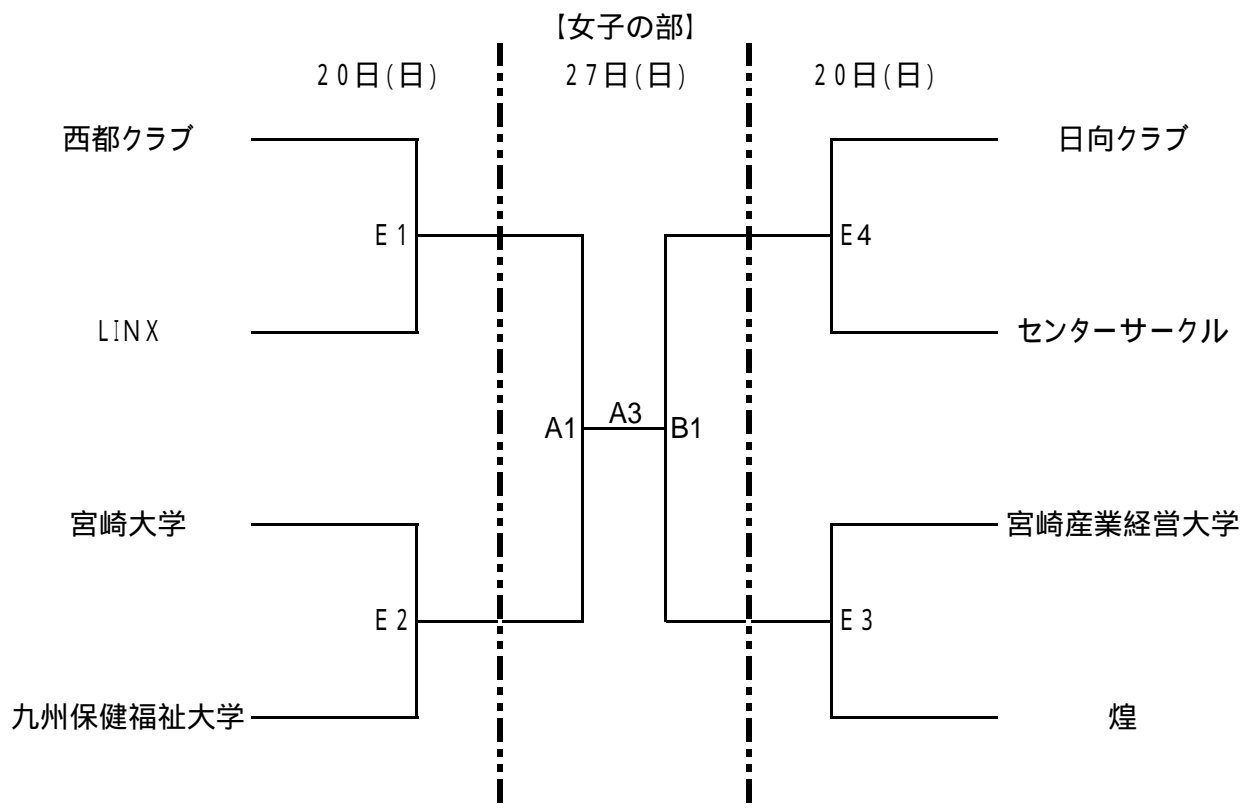 【女子の部】
20日(日) 27日(日) 20日(日)
西都クラブ 日向クラブ
E1 E4
LINX センターサークル
A1 A3 B1
宮崎大学 宮崎産業経営大学
E2 E3
九州保健福祉大学 煌